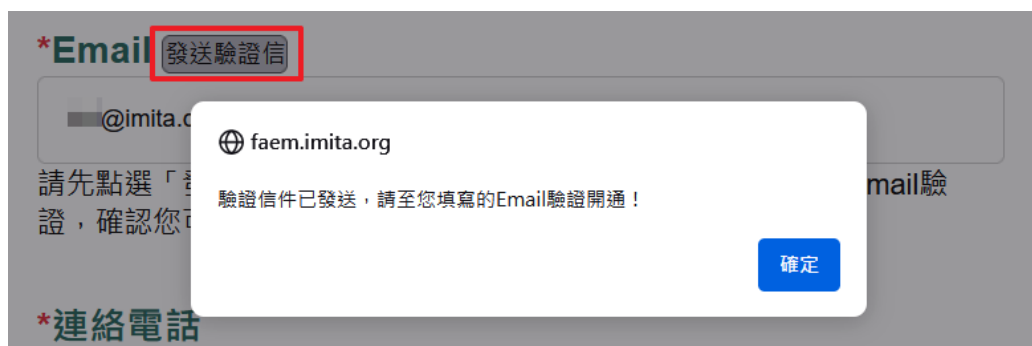 *Email 發送驗證信
@imita.
faem.imita.org
請先點選「
驗證信件已發送，請至您填寫的Email驗證開通！
mail驗
證，確認您
確定
*連絡電話